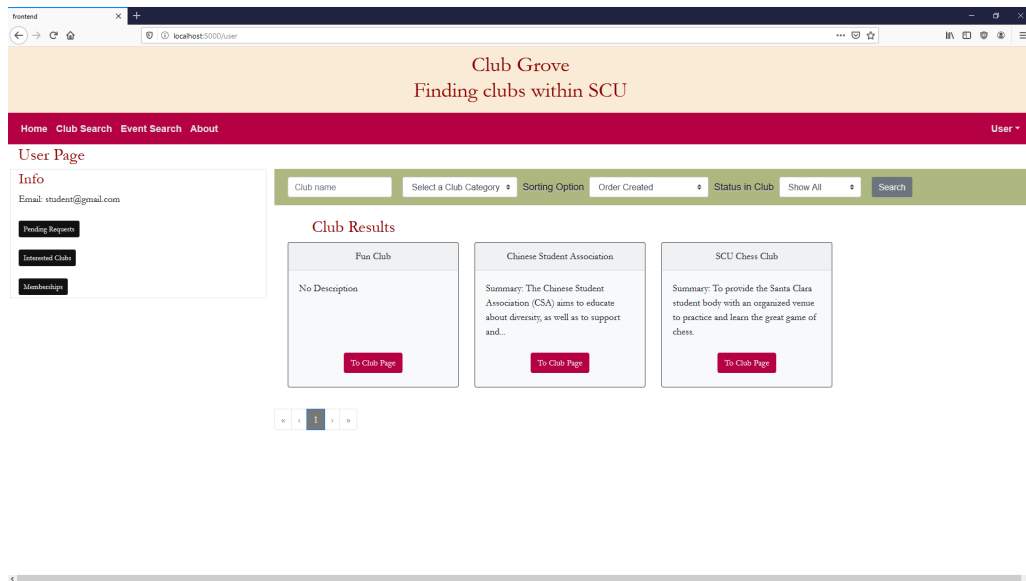 frontend
localhost:5000/user
Club Grove
Finding clubs within SCU
Home Club Search Event Search About User
User Page
Info
Email: student@gmail.com
Pending Requests
Interested Clubs
Memberships
Club name Select a Club Category Sorting Option Order Created Status in Club Show All Search
Club Results
Fun Club
No Description
To Club Page
Chinese Student Association
Summary: The Chinese Student
Association (CSA) aims to educate
about diversity, as well as to support
and...
To Club Page
SCU Chess Club
Summary: To provide the Santa Clara
student body with an organized venue
to practice and learn the great game of
chess.
To Club Page
« ‹ 1 › »